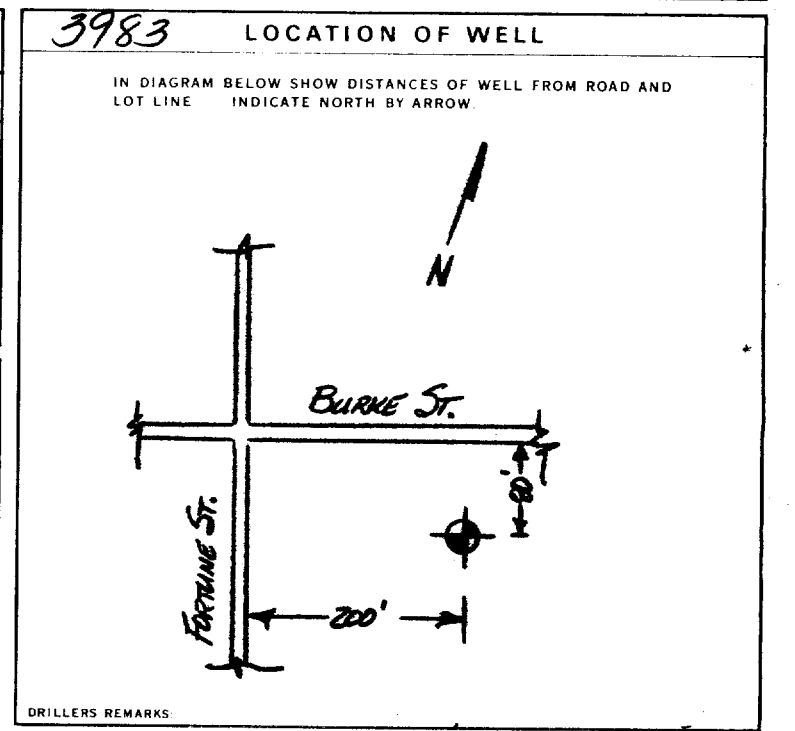 3983 LOCATION OF WELL
IN DIAGRAM BELOW SHOW DISTANCES OF WELL FROM ROAD AND
LOT LINE INDICATE NORTH BY ARROW.
N
BURKE ST.
80'
FORTUNE ST.
200'
DRILLERS REMARKS: